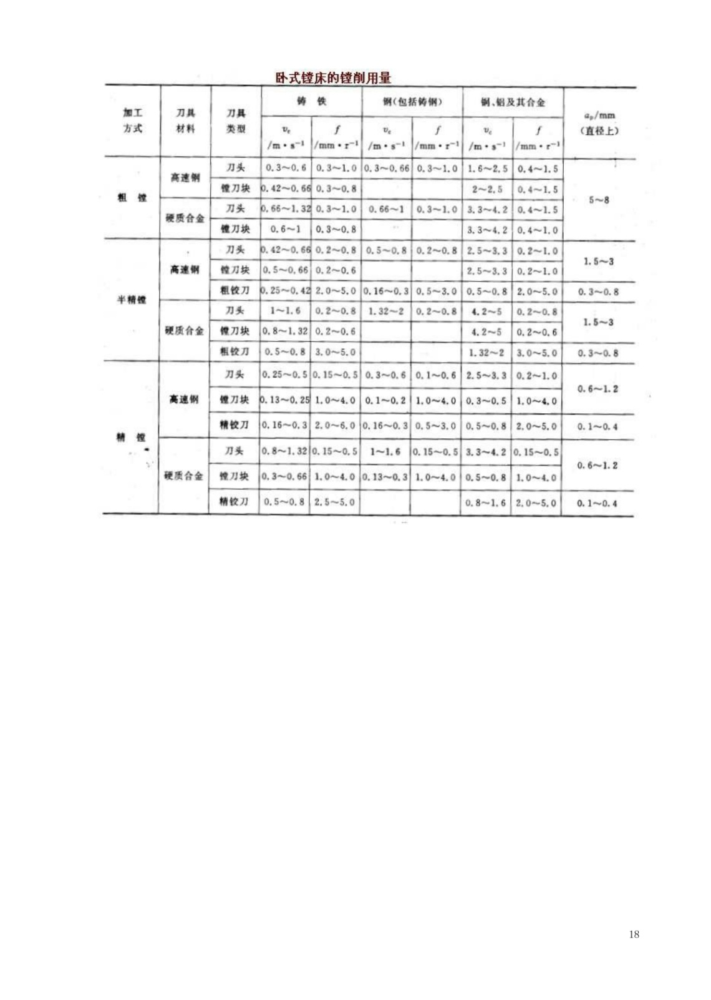 卧式镗床的镗削用量
加工方式 刀具材料 刀具类型 铸 铁 钢(包括铸钢) 铜、铝及其合金 aₚ/mm (直径上)
v꜀ /m·s⁻¹ f /mm·r⁻¹ v꜀ /m·s⁻¹ f /mm·r⁻¹ v꜀ /m·s⁻¹ f /mm·r⁻¹
粗 镗 高速钢 刀头 0.3~0.6 0.3~1.0 0.3~0.66 0.3~1.0 1.6~2.5 0.4~1.5 5~8
镗刀块 0.42~0.66 0.3~0.8 2~2.5 0.4~1.5
硬质合金 刀头 0.66~1.32 0.3~1.0 0.66~1 0.3~1.0 3.3~4.2 0.4~1.5
镗刀块 0.6~1 0.3~0.8 3.3~4.2 0.4~1.0
半精镗 高速钢 刀头 0.42~0.66 0.2~0.8 0.5~0.8 0.2~0.8 2.5~3.3 0.2~1.0 1.5~3
镗刀块 0.5~0.66 0.2~0.6 2.5~3.3 0.2~1.0
粗铰刀 0.25~0.42 2.0~5.0 0.16~0.3 0.5~3.0 0.5~0.8 2.0~5.0 0.3~0.8
硬质合金 刀头 1~1.6 0.2~0.8 1.32~2 0.2~0.8 4.2~5 0.2~0.8 1.5~3
镗刀块 0.8~1.32 0.2~0.6 4.2~5 0.2~0.6
粗铰刀 0.5~0.8 3.0~5.0 1.32~2 3.0~5.0 0.3~0.8
精 镗 高速钢 刀头 0.25~0.5 0.15~0.5 0.3~0.6 0.1~0.6 2.5~3.3 0.2~1.0 0.6~1.2
镗刀块 0.13~0.25 1.0~4.0 0.1~0.2 1.0~4.0 0.3~0.5 1.0~4.0
精铰刀 0.16~0.3 2.0~6.0 0.16~0.3 0.5~3.0 0.5~0.8 2.0~5.0 0.1~0.4
硬质合金 刀头 0.8~1.32 0.15~0.5 1~1.6 0.15~0.5 3.3~4.2 0.15~0.5 0.6~1.2
镗刀块 0.3~0.66 1.0~4.0 0.13~0.3 1.0~4.0 0.5~0.8 1.0~4.0
精铰刀 0.5~0.8 2.5~5.0 0.8~1.6 2.0~5.0 0.1~0.4
18